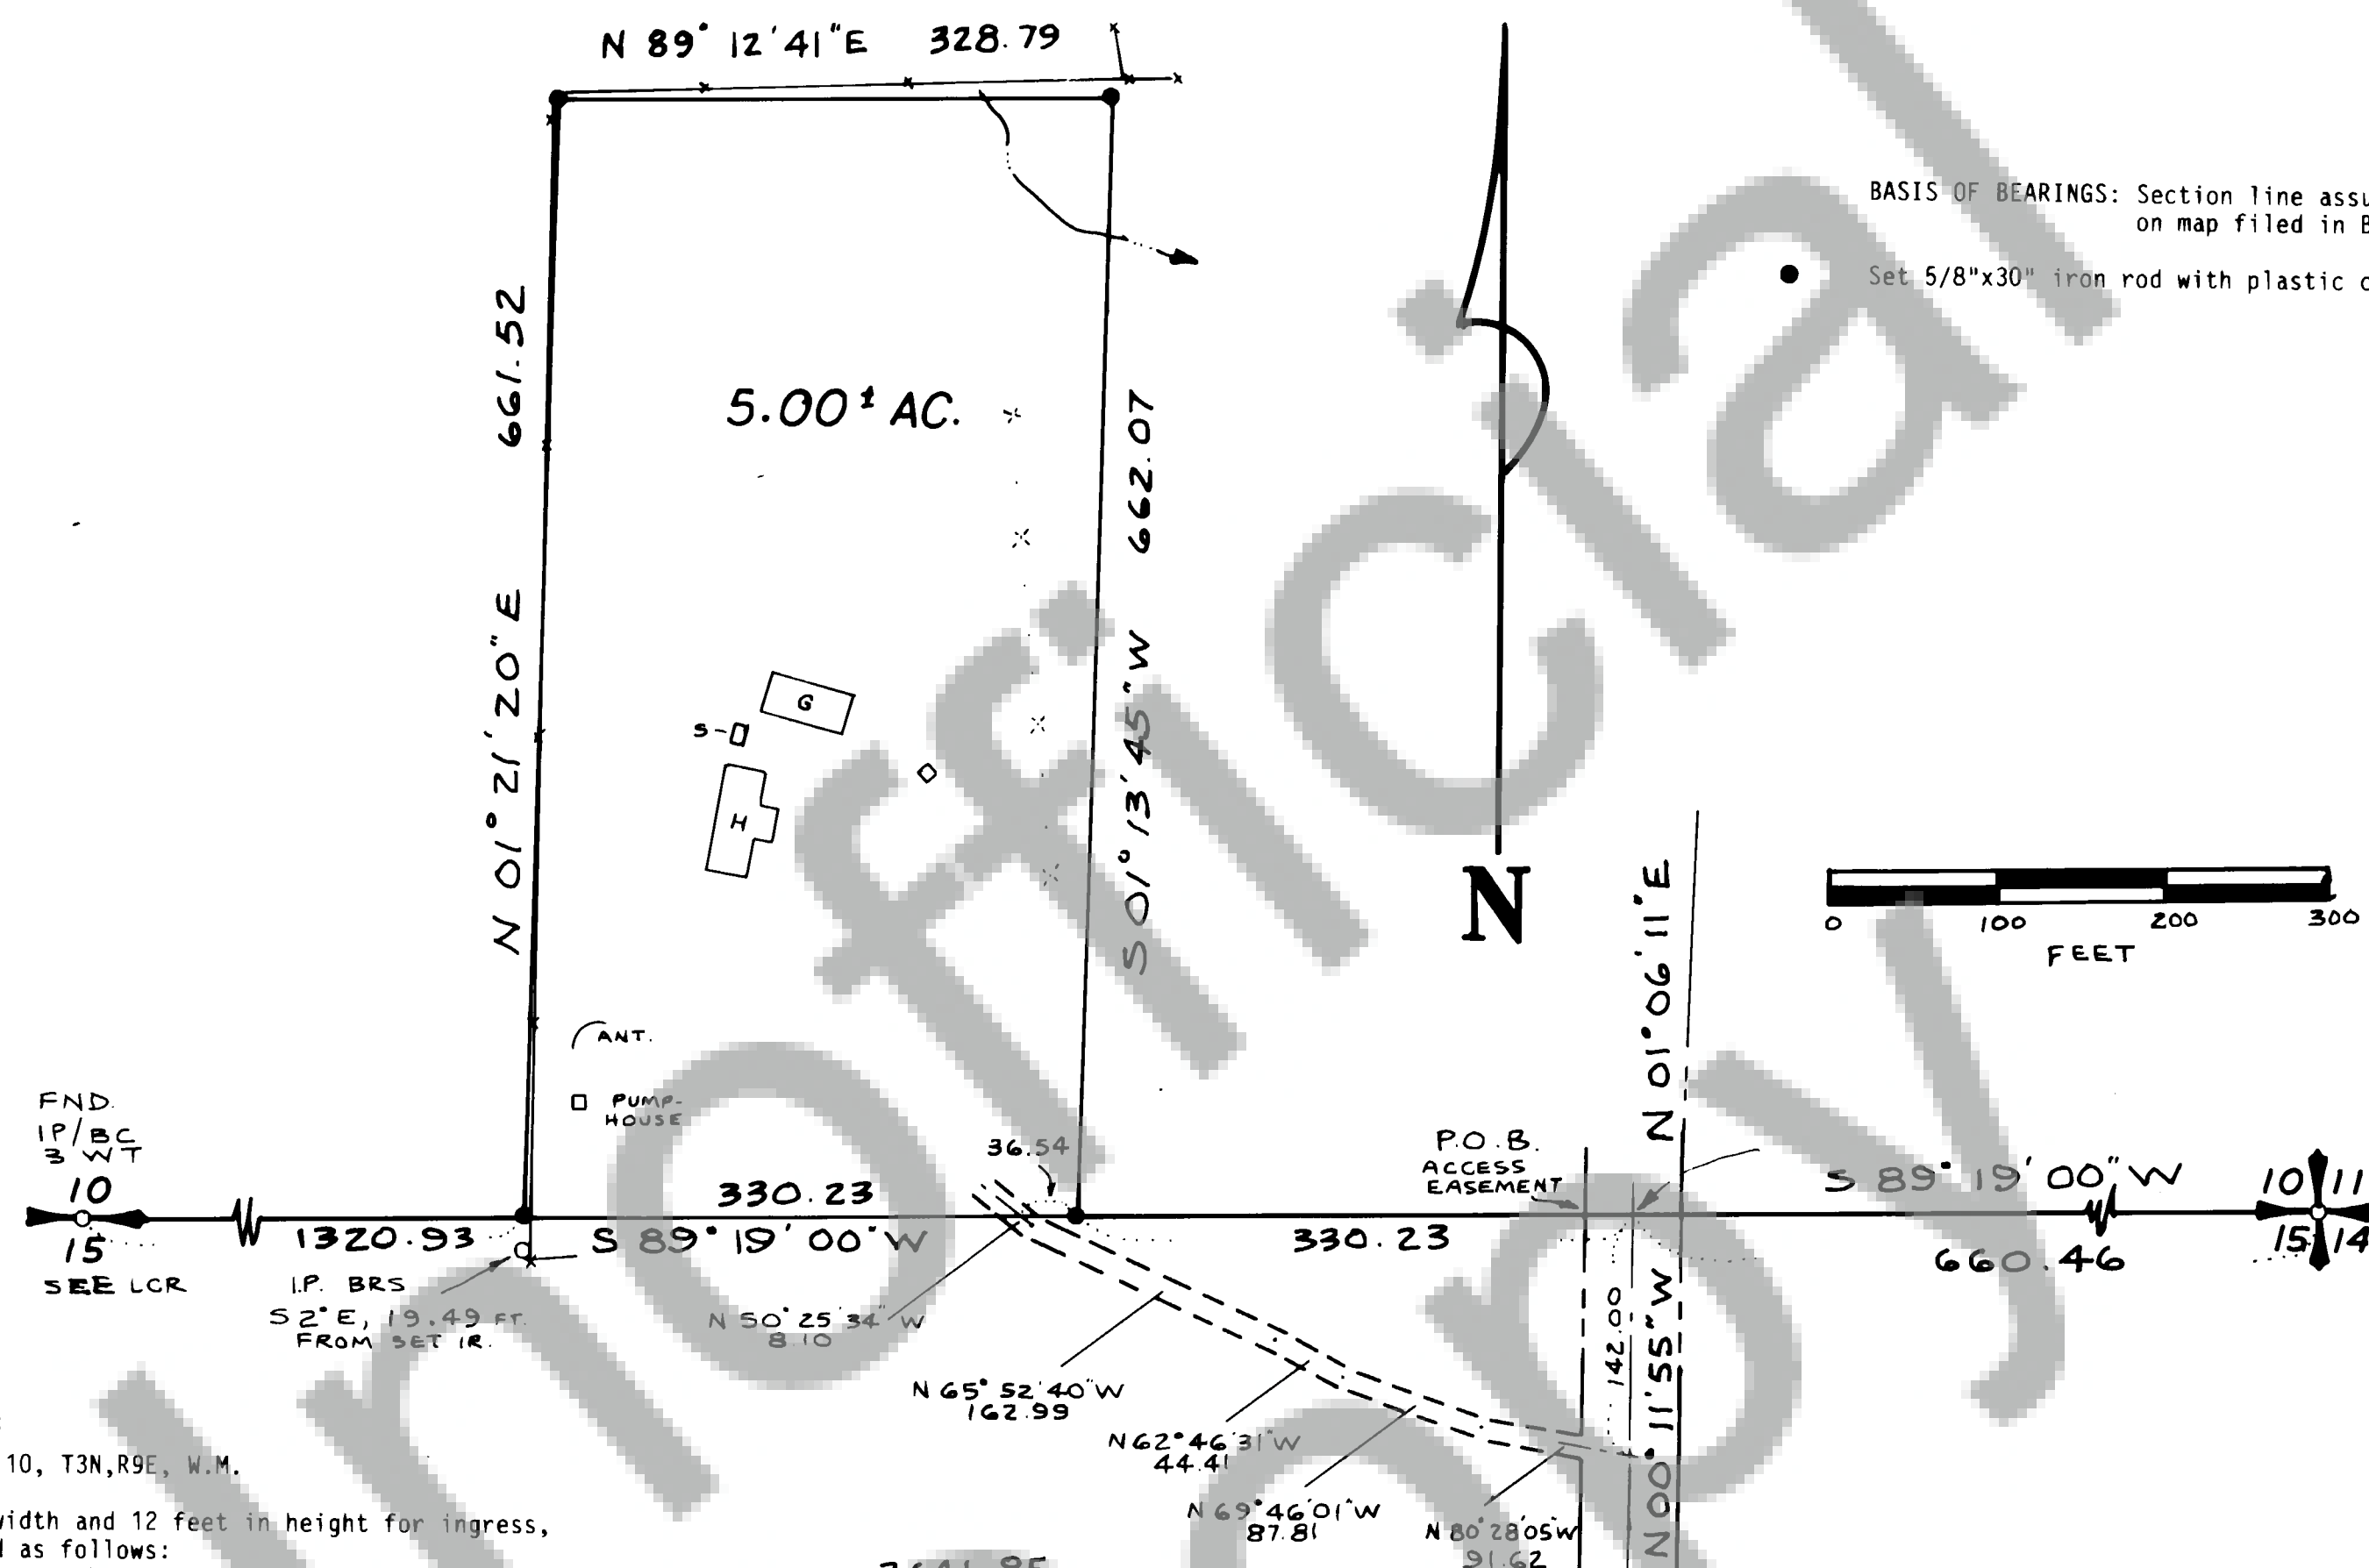 N 89° 12'41"E 328.79
BASIS OF BEARINGS: Section line assu
on map filed in B
Set 5/8"x30" iron rod with plastic c
661.52
N 01° 21'20"E
5.00± AC.
662.07
S 01° 13'45"W
G
S
H
N
N 01°06'11"E
0 100 200 300
FEET
ANT.
PUMP-
HOUSE
FND.
IP/BC
3 WT
10
15
SEE LCR
1320.93
I.P. BRS
S 2° E, 19.49 FT.
FROM SET IR.
36.54
330.23
S 89° 19' 00" W
P.O.B.
ACCESS
EASEMENT
330.23
S 89° 19' 00" W
660.46
10 11
15 14
142.00
N 00° 11'55" W
N 50° 25'34" W
8.10
N 65° 52'40" W
162.99
N 62° 46'31" W
44.41
N 69° 46'01" W
87.81
N 80° 28'05" W
91.62
10, T3N,R9E, W.M.
width and 12 feet in height for ingress,
as follows:
Unofficial
Copy